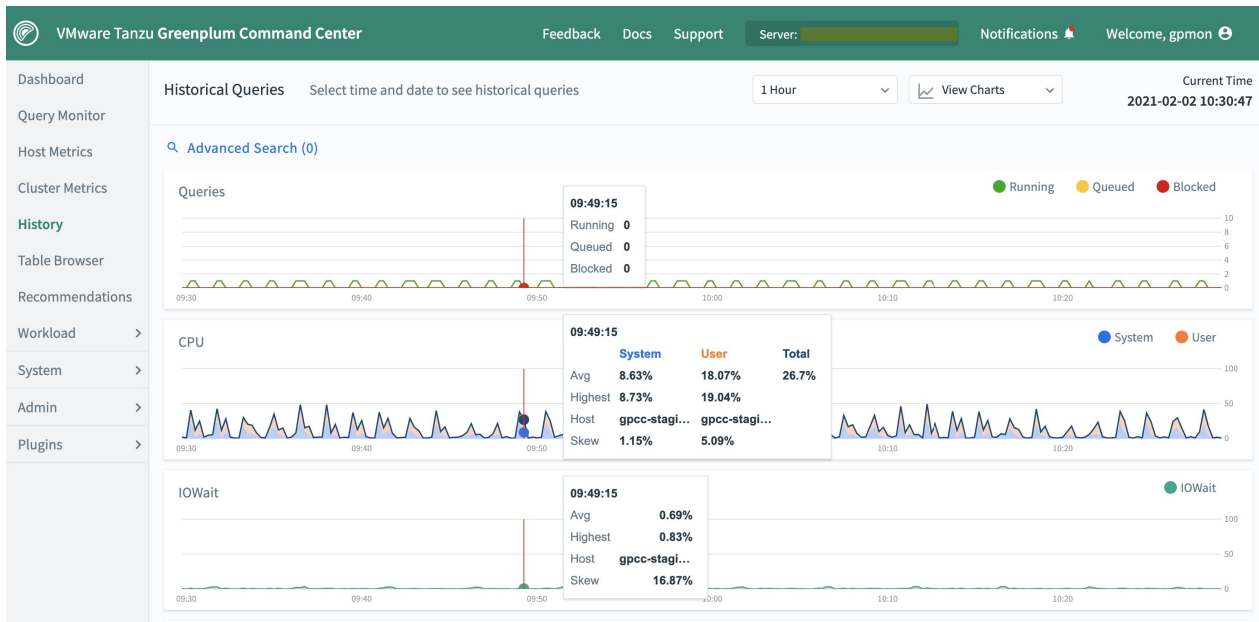 VMware Tanzu Greenplum Command Center
Feedback Docs Support Server: Notifications Welcome, gpmon
Dashboard
Query Monitor
Host Metrics
Cluster Metrics
History
Table Browser
Recommendations
Workload
System
Admin
Plugins
Historical Queries Select time and date to see historical queries
1 Hour
View Charts
Current Time
2021-02-02 10:30:47
Advanced Search (0)
Queries
Running Queued Blocked
09:49:15
Running 0
Queued 0
Blocked 0
10
8
6
4
2
0
09:30 09:40 09:50 10:00 10:10 10:20
CPU
System User
09:49:15
System User Total
Avg 8.63% 18.07% 26.7%
Highest 8.73% 19.04%
Host gpcc-stagi... gpcc-stagi...
Skew 1.15% 5.09%
100
50
0
09:30 09:40 09:50 10:10 10:20
IOWait
IOWait
09:49:15
Avg 0.69%
Highest 0.83%
Host gpcc-stagi...
Skew 16.87%
100
50
0
09:30 09:40 09:50 10:00 10:10 10:20